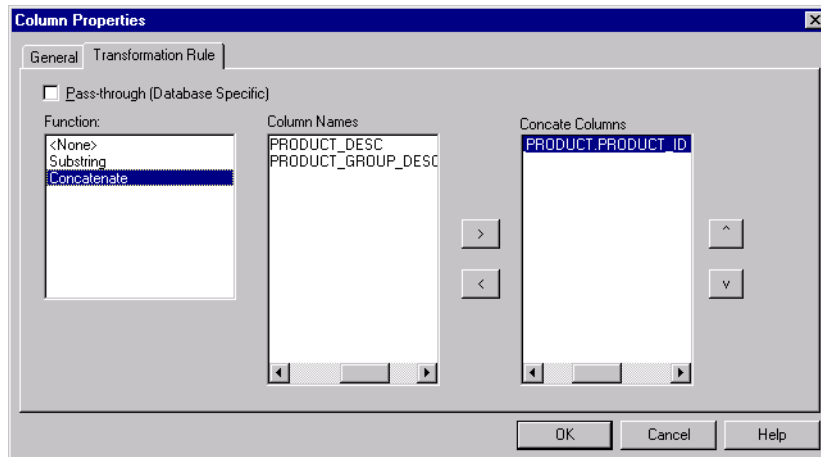 Column Properties
General
Transformation Rule
Pass-through (Database Specific)
Function:
Column Names
Concate Columns
<None>
Substring
Concatenate
PRODUCT_DESC
PRODUCT_GROUP_DESC
PRODUCT.PRODUCT_ID
>
<
^
v
OK
Cancel
Help